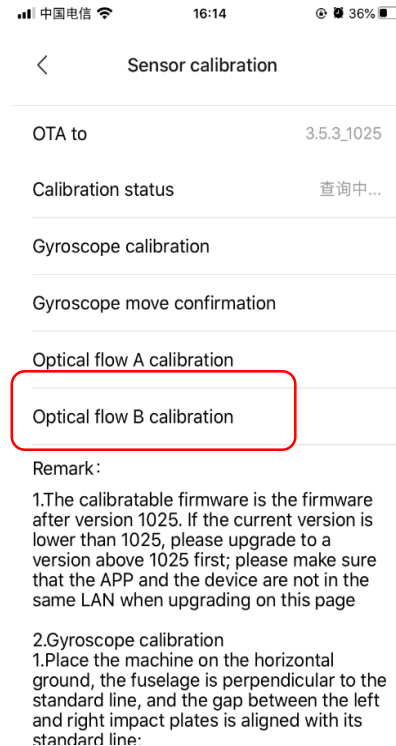 中国电信
16:14
36%
Sensor calibration
OTA to
3.5.3_1025
Calibration status
查询中...
Gyroscope calibration
Gyroscope move confirmation
Optical flow A calibration
Optical flow B calibration
Remark：
1.The calibratable firmware is the firmware
after version 1025. If the current version is
lower than 1025, please upgrade to a
version above 1025 first; please make sure
that the APP and the device are not in the
same LAN when upgrading on this page
2.Gyroscope calibration
1.Place the machine on the horizontal
ground, the fuselage is perpendicular to the
standard line, and the gap between the left
and right impact plates is aligned with its
standard line;